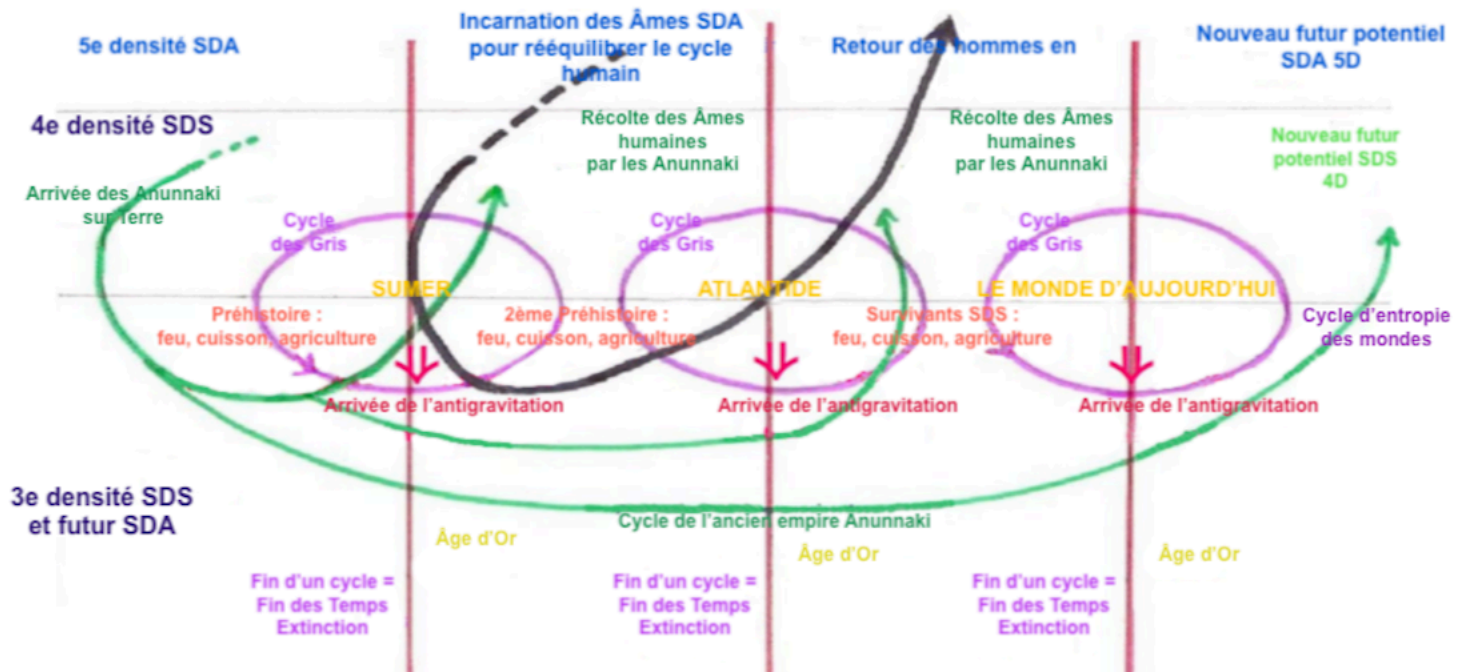 5e densité SDA
Incarnation des Âmes SDA
pour rééquilibrer le cycle
humain
Retour des hommes en
Nouveau futur potentiel
SDA 5D
4e densité SDS
Récolte des Âmes
humaines
par les Anunnaki
Récolte des Âmes
humaines
par les Anunnaki
Nouveau futur
potentiel SDS
4D
Arrivée des Anunnaki
sur Terre
Cycle
des Gris
Cycle
des Gris
Cycle
des Gris
SUMER
ATLANTIDE
LE MONDE D'AUJOURD'HUI
Préhistoire :
feu, cuisson, agriculture
2ème Préhistoire :
feu, cuisson, agriculture
Survivants SDS :
feu, cuisson, agriculture
Cycle d'entropie
des mondes
Arrivée de l'antigravitation
Arrivée de l'antigravitation
Arrivée de l'antigravitation
3e densité SDS
et futur SDA
Cycle de l'ancien empire Anunnaki
Âge d'Or
Âge d'Or
Âge d'Or
Fin d'un cycle =
Fin des Temps
Extinction
Fin d'un cycle =
Fin des Temps
Extinction
Fin d'un cycle =
Fin des Temps
Extinction